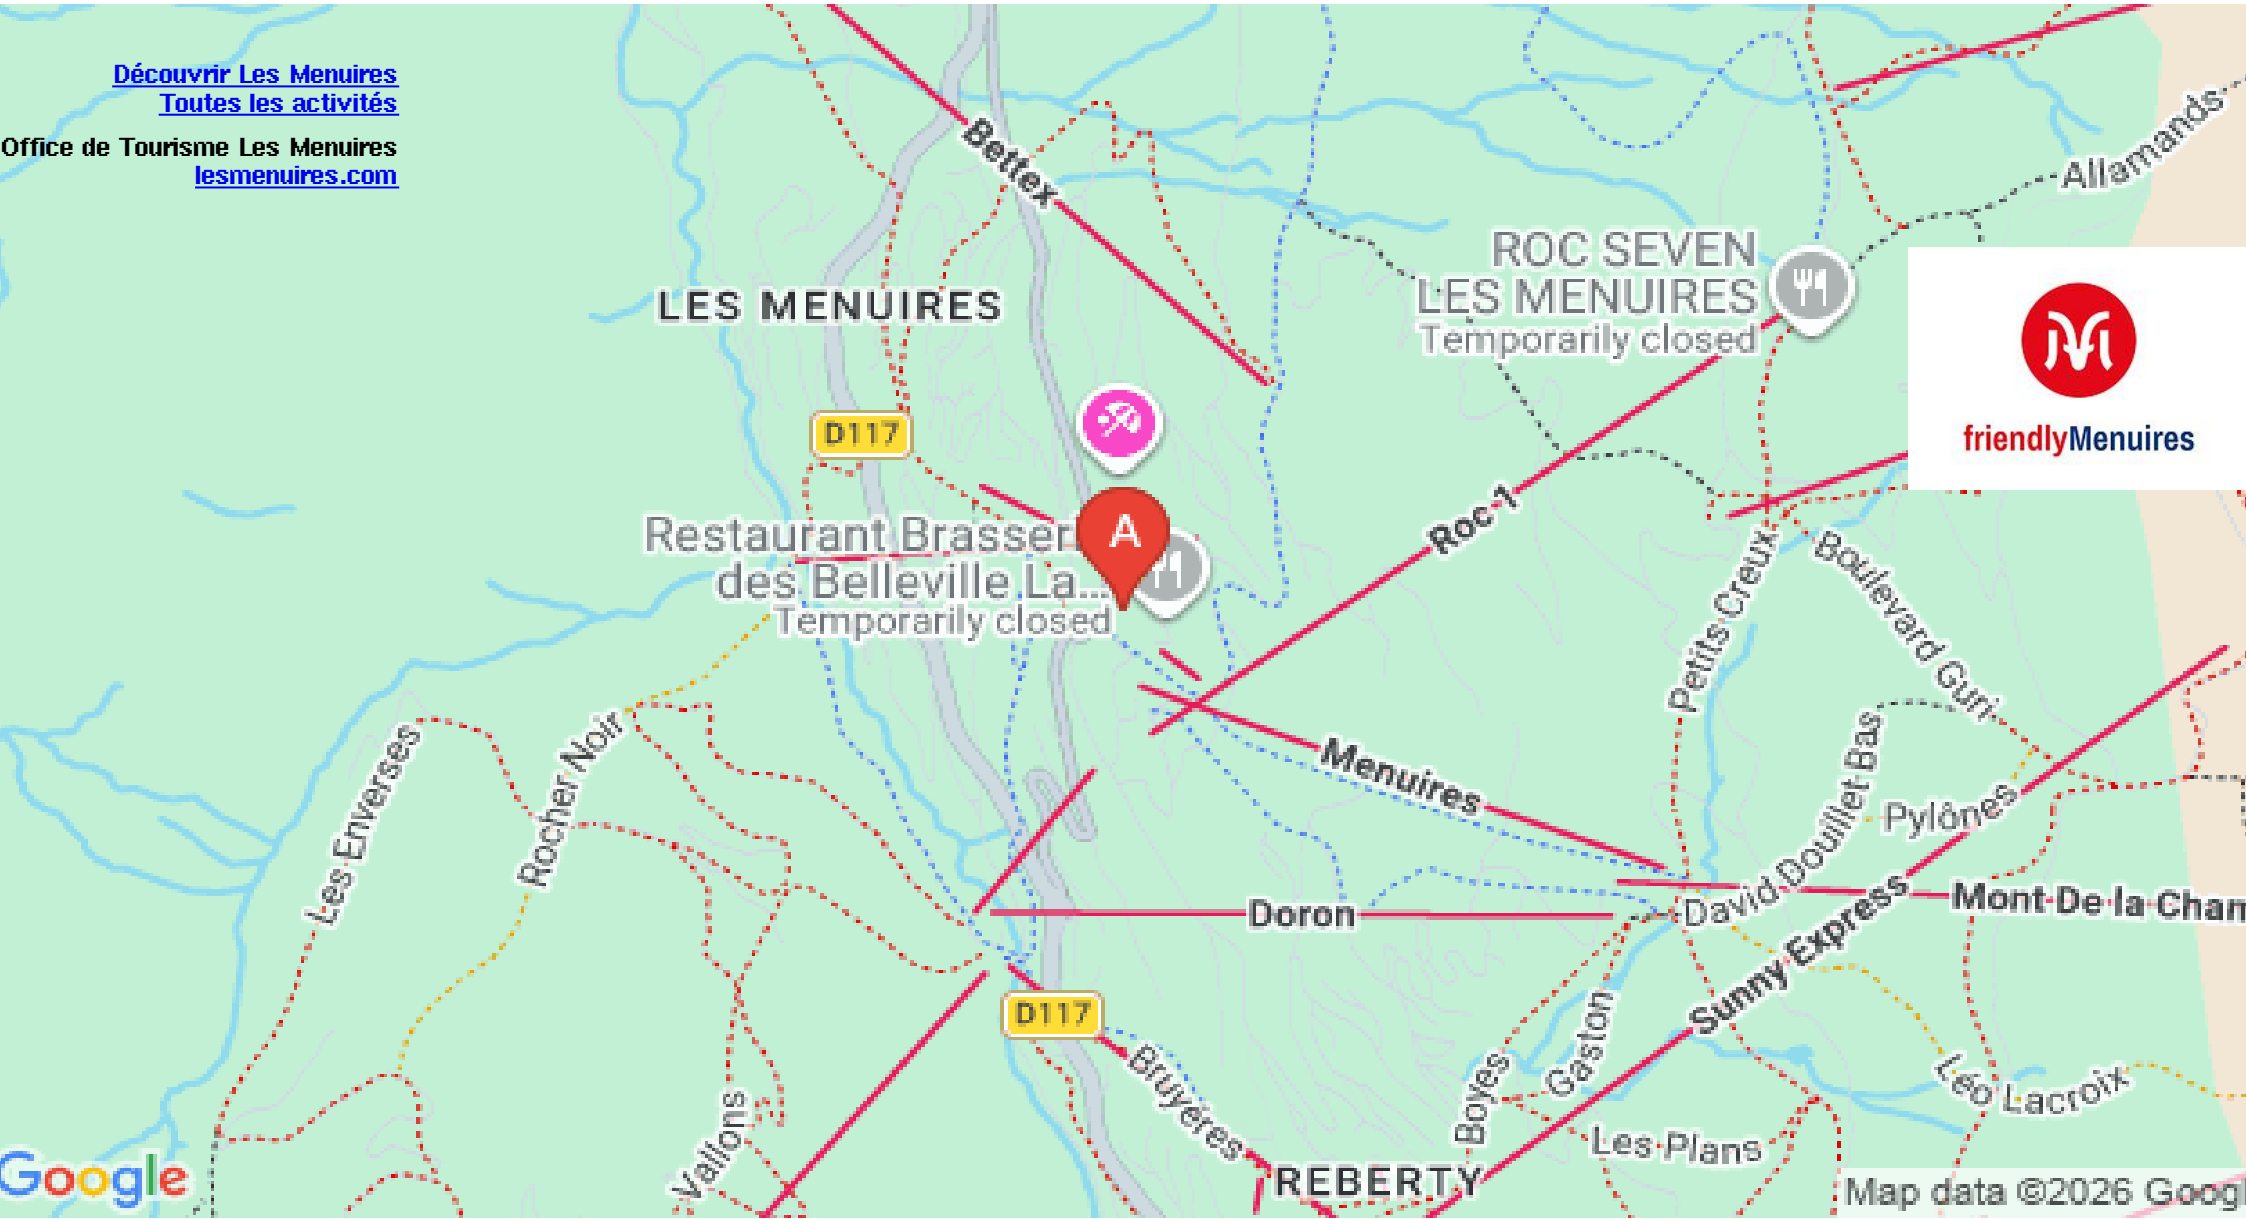 Découvrir Les Menuires
Toutes les activités
Office de Tourisme Les Menuires
lesmenuires.com
Bettex
Allamands
ROC SEVEN
LES MENUIRES
Temporarily closed
LES MENUIRES
friendlyMenuires
D117
A
Restaurant Brasser
des Belleville La...
Temporarily closed
Roc 1
Petits Creux
Boulevard Guri
Les Enverses
Rocher Noir
Menuires
David Douillet Bas
Pylônes
Doron
Mont De la Cham
Sunny Express
D117
Bruyères
Gaston
Boyes
Léo Lacroix
Vallons
Les Plans
REBERTY
Google
Map data ©2026 Googl